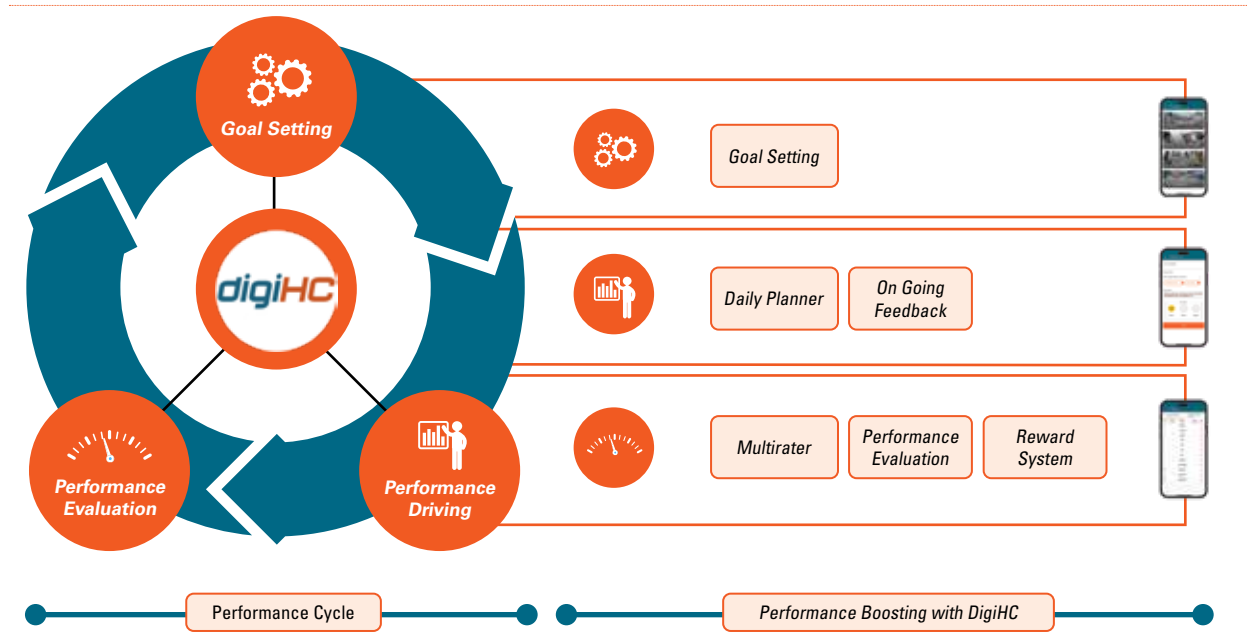 Goal Setting
digiHC
Performance
Evaluation
Performance
Driving
Goal Setting
Daily Planner
On Going
Feedback
Multirater
Performance
Evaluation
Reward
System
Performance Cycle
Performance Boosting with DigiHC